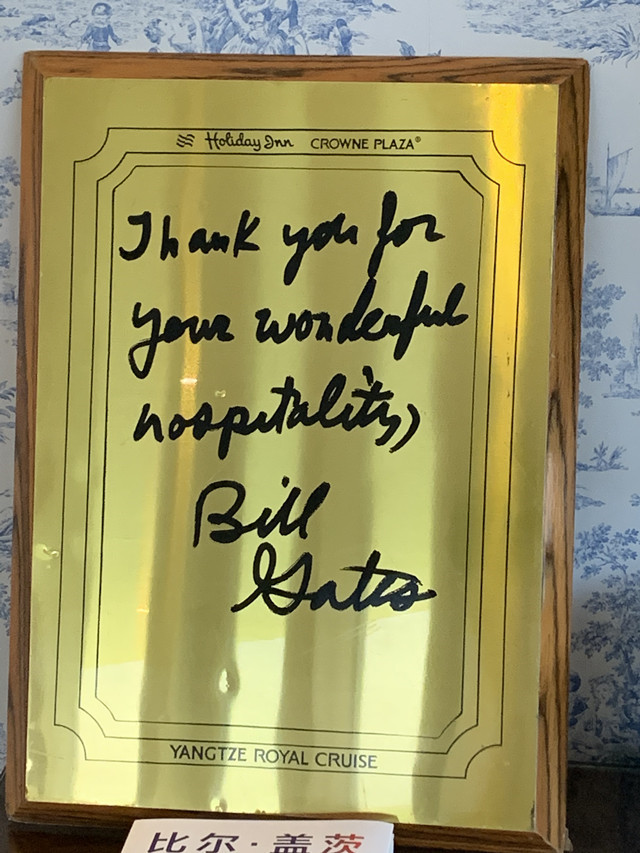 Holiday Inn CROWNE PLAZA®
Thank you for
your wonderful
hospitality,
Bill
Gates
YANGTZE ROYAL CRUISE
比尔·盖茨